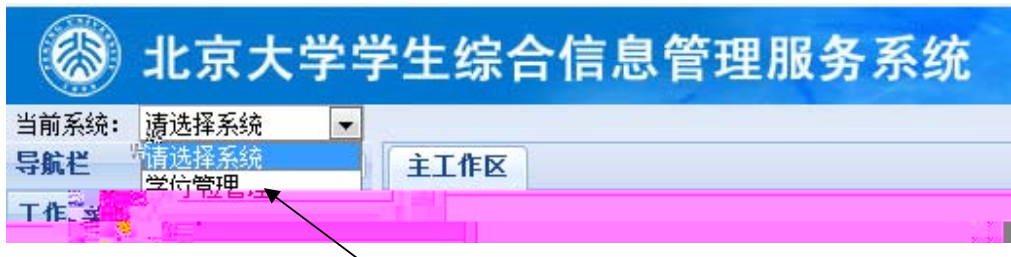 北京大学学生综合信息管理服务系统
当前系统： 请选择系统
请选择系统
导航栏 主工作区
学位管理
工作